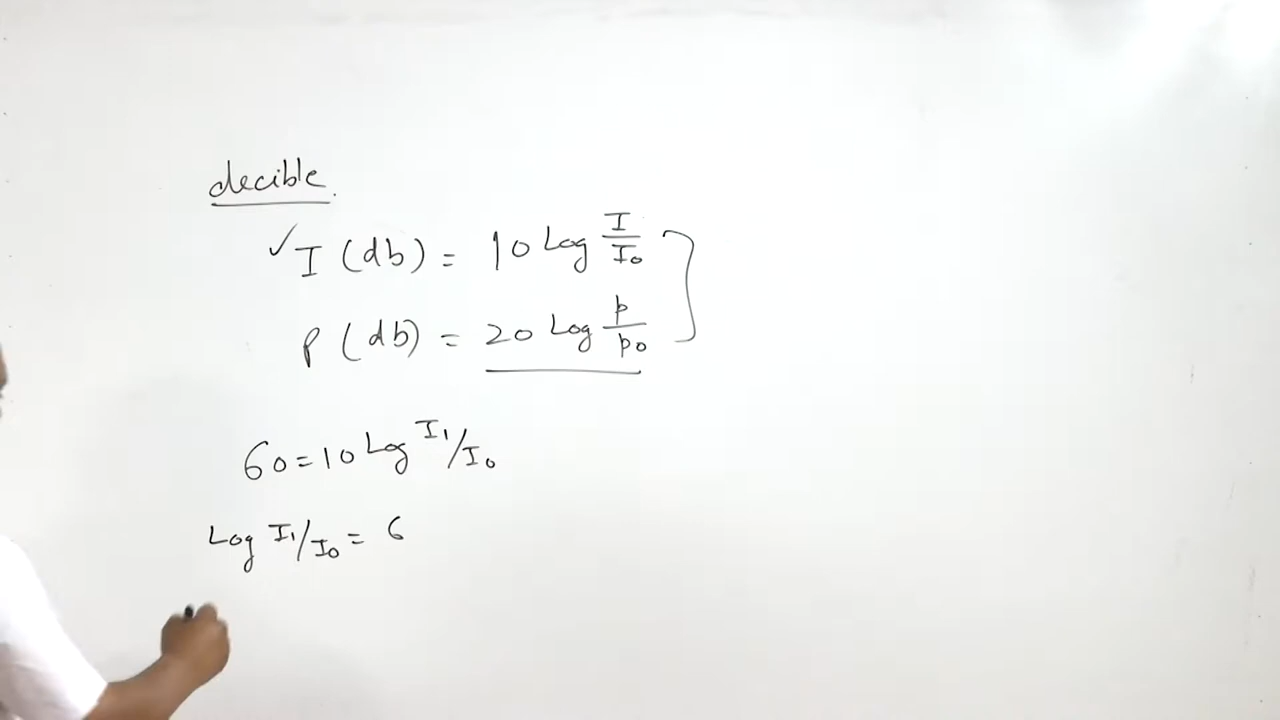 decible.
✓ I (db) = 10 Log I/I₀
P (db) = 20 Log p/p₀
60=10 Log I₁/I₀
Log I₁/I₀ = 6